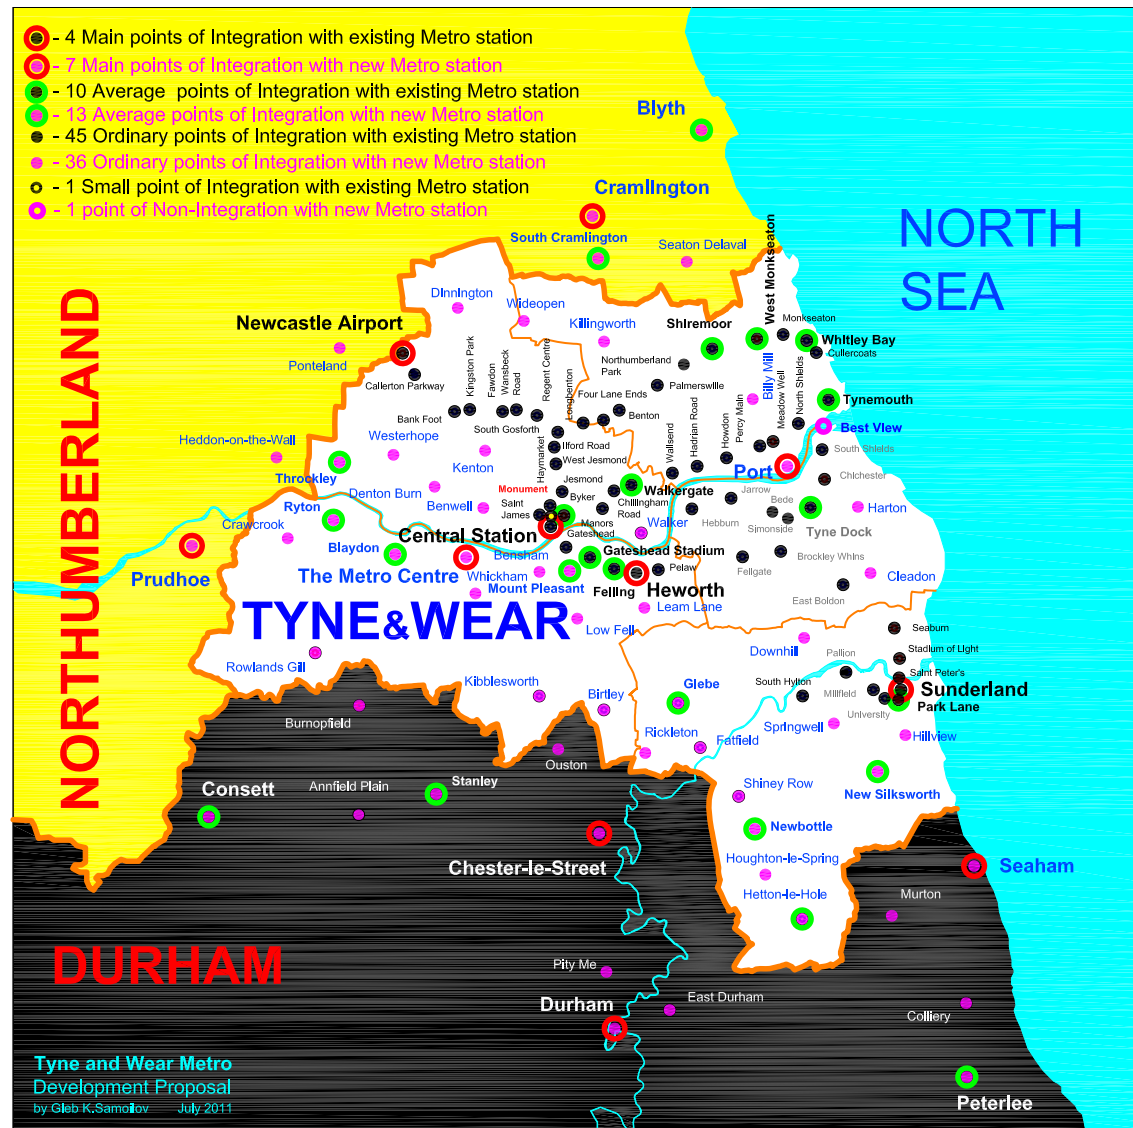 - 4 Main points of Integration with existing Metro station
- 7 Main points of Integration with new Metro station
- 10 Average points of Integration with existing Metro station
- 13 Average points of Integration with new Metro station
- 45 Ordinary points of Integration with existing Metro station
- 36 Ordinary points of Integration with new Metro station
- 1 Small point of Integration with existing Metro station
- 1 point of Non-Integration with new Metro station
Blyth
Cramlington
South Cramlington
Seaton Delaval
NORTH
SEA
NORTHUMBERLAND
Dinnington
Wideopen
Killingworth
Newcastle Airport
Ponteland
Callerton Parkway
Kingston Park
Fawdon
Wansbeck
Road
Regent Centre
Longbenton
Four Lane Ends
Northumberland
Park
Palmersville
Shiremoor
West Monkseaton
Monkseaton
Whitley Bay
Cullercoats
Billy Mill
Meadow Well
North Shields
Tynemouth
Best View
Bank Foot
South Gosforth
Benton
Wallsend
Hadrian Road
Howdon
Percy Main
Port
South Shields
Chichester
Heddon-on-the-Wall
Westerhope
Kenton
Haymarket
Ilford Road
West Jesmond
Jesmond
Throckley
Denton Burn
Benwell
Monument
Saint
James
Byker
Chillingham
Road
Walkergate
Jarrow
Bede
Simonside
Tyne Dock
Harton
Ryton
Crawcrook
Blaydon
Central Station
Manors
Gateshead
Walker
Hebburn
Prudhoe
The Metro Centre
Bensham
Whickham
Mount Pleasant
Gateshead Stadium
Felling
Heworth
Pelaw
Fellgate
Brockley Whins
East Boldon
Cleadon
TYNE&WEAR
Low Fell
Leam Lane
Rowlands Gill
Kibblesworth
Birtley
Glebe
Downhill
Seaburn
Stadium of Light
Saint Peter's
Pallion
South Hylton
Millfield
University
Sunderland
Park Lane
Burnopfield
Rickleton
Fatfield
Springwell
Hillview
Ouston
Consett
Annfield Plain
Stanley
Shiney Row
New Silksworth
Newbottle
Chester-le-Street
Houghton-le-Spring
Hetton-le-Hole
Seaham
Murton
DURHAM
Pity Me
Durham
East Durham
Colliery
Peterlee
Tyne and Wear Metro
Development Proposal
by Gleb K.Samoilov July 2011